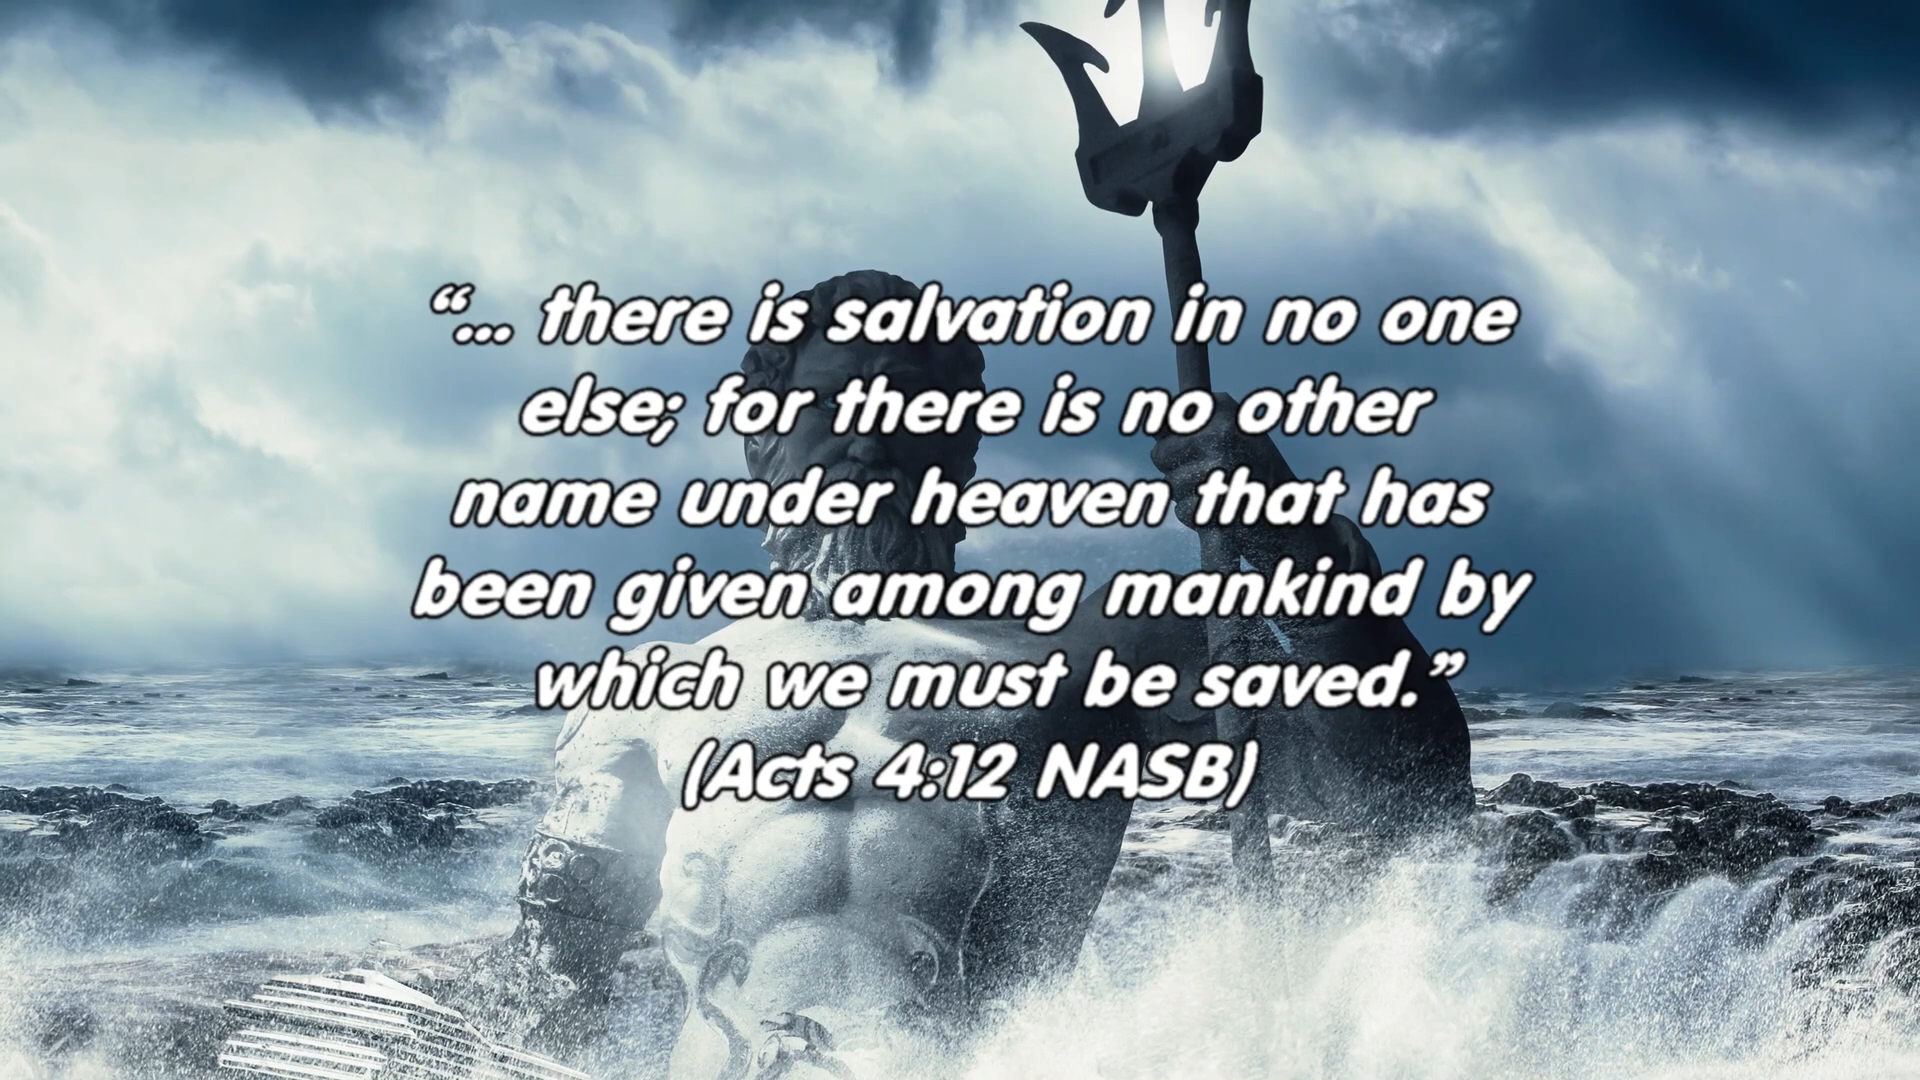 “... there is salvation in no one
else; for there is no other
name under heaven that has
been given among mankind by
which we must be saved.”
(Acts 4:12 NASB)